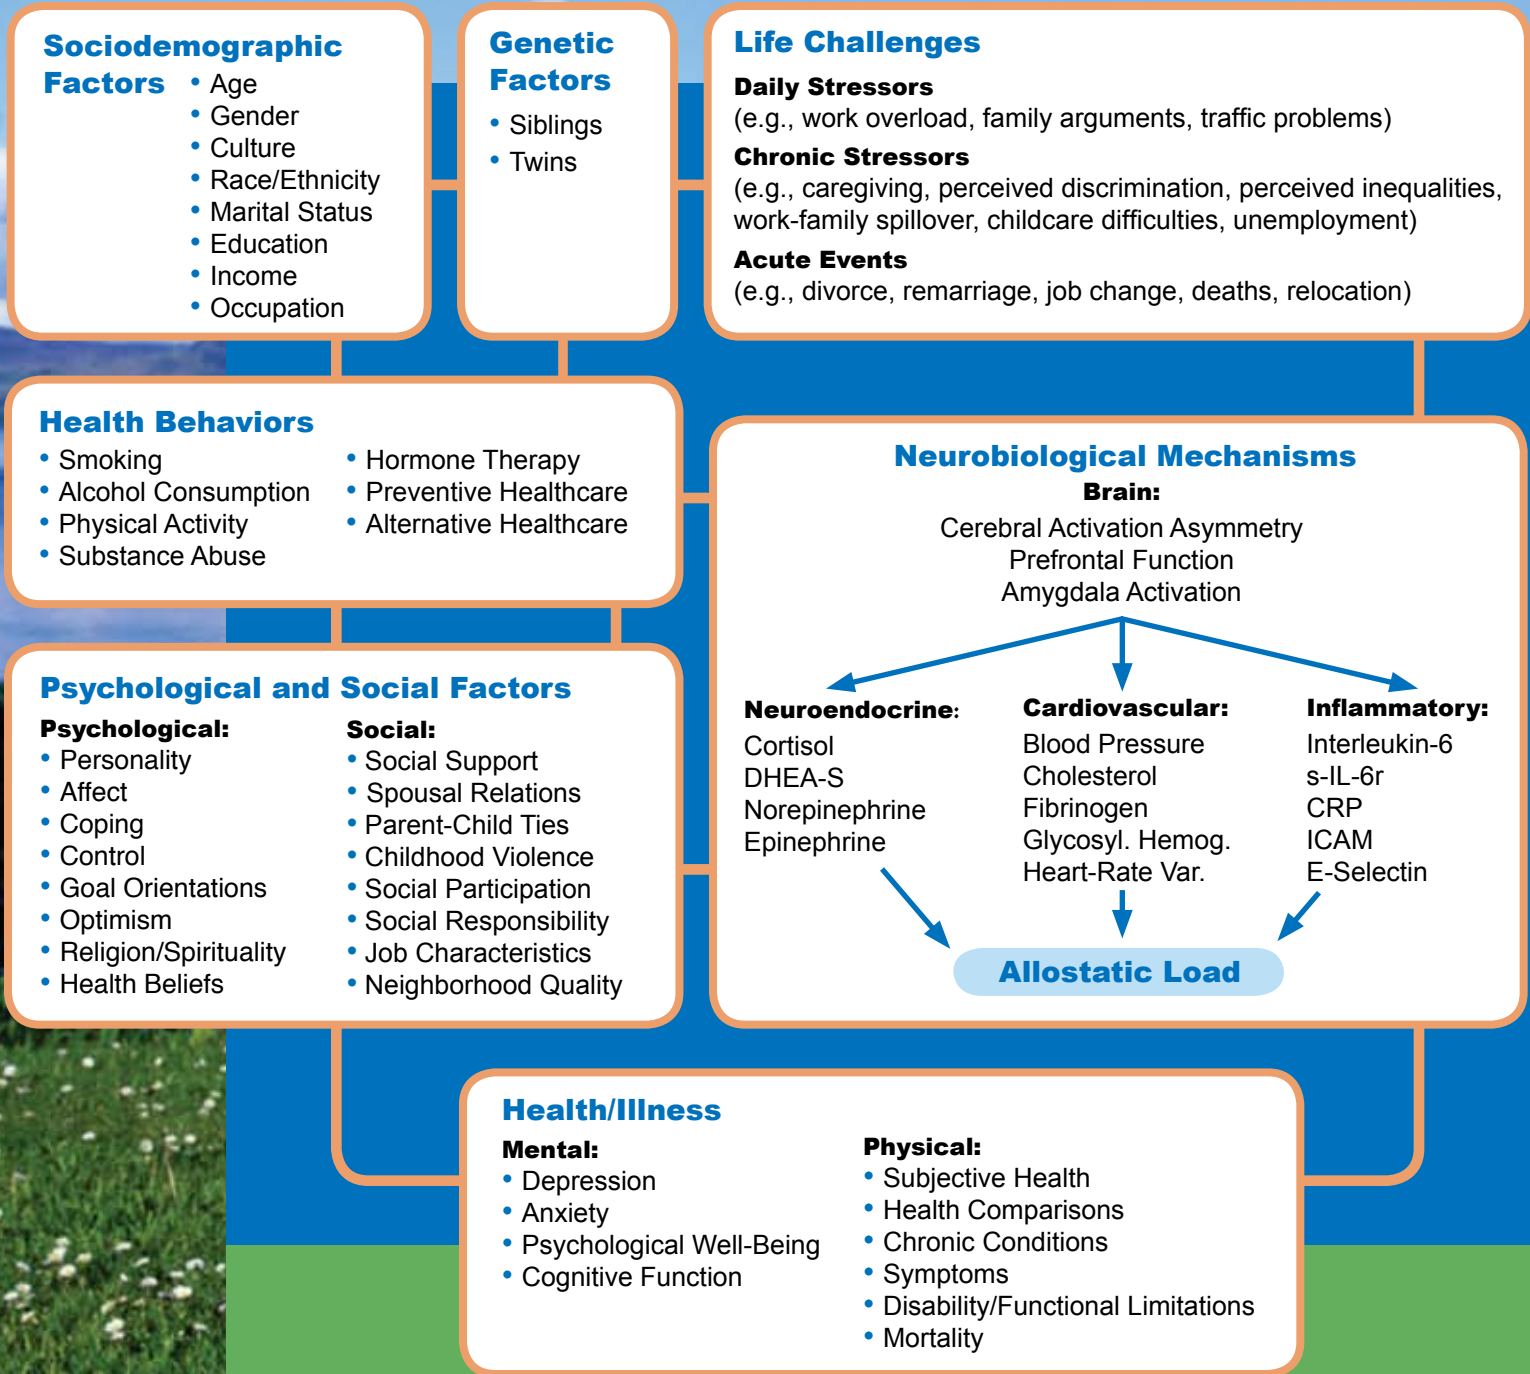 Sociodemographic
Factors
• Age
• Gender
• Culture
• Race/Ethnicity
• Marital Status
• Education
• Income
• Occupation
Genetic
Factors
• Siblings
• Twins
Life Challenges
Daily Stressors
(e.g., work overload, family arguments, traffic problems)
Chronic Stressors
(e.g., caregiving, perceived discrimination, perceived inequalities,
work-family spillover, childcare difficulties, unemployment)
Acute Events
(e.g., divorce, remarriage, job change, deaths, relocation)
Health Behaviors
• Smoking
• Alcohol Consumption
• Physical Activity
• Substance Abuse
• Hormone Therapy
• Preventive Healthcare
• Alternative Healthcare
Neurobiological Mechanisms
Brain:
Cerebral Activation Asymmetry
Prefrontal Function
Amygdala Activation
Neuroendocrine:
Cortisol
DHEA-S
Norepinephrine
Epinephrine
Cardiovascular:
Blood Pressure
Cholesterol
Fibrinogen
Glycosyl. Hemog.
Heart-Rate Var.
Inflammatory:
Interleukin-6
s-IL-6r
CRP
ICAM
E-Selectin
Allostatic Load
Psychological and Social Factors
Psychological:
• Personality
• Affect
• Coping
• Control
• Goal Orientations
• Optimism
• Religion/Spirituality
• Health Beliefs
Social:
• Social Support
• Spousal Relations
• Parent-Child Ties
• Childhood Violence
• Social Participation
• Social Responsibility
• Job Characteristics
• Neighborhood Quality
Health/Illness
Mental:
• Depression
• Anxiety
• Psychological Well-Being
• Cognitive Function
Physical:
• Subjective Health
• Health Comparisons
• Chronic Conditions
• Symptoms
• Disability/Functional Limitations
• Mortality